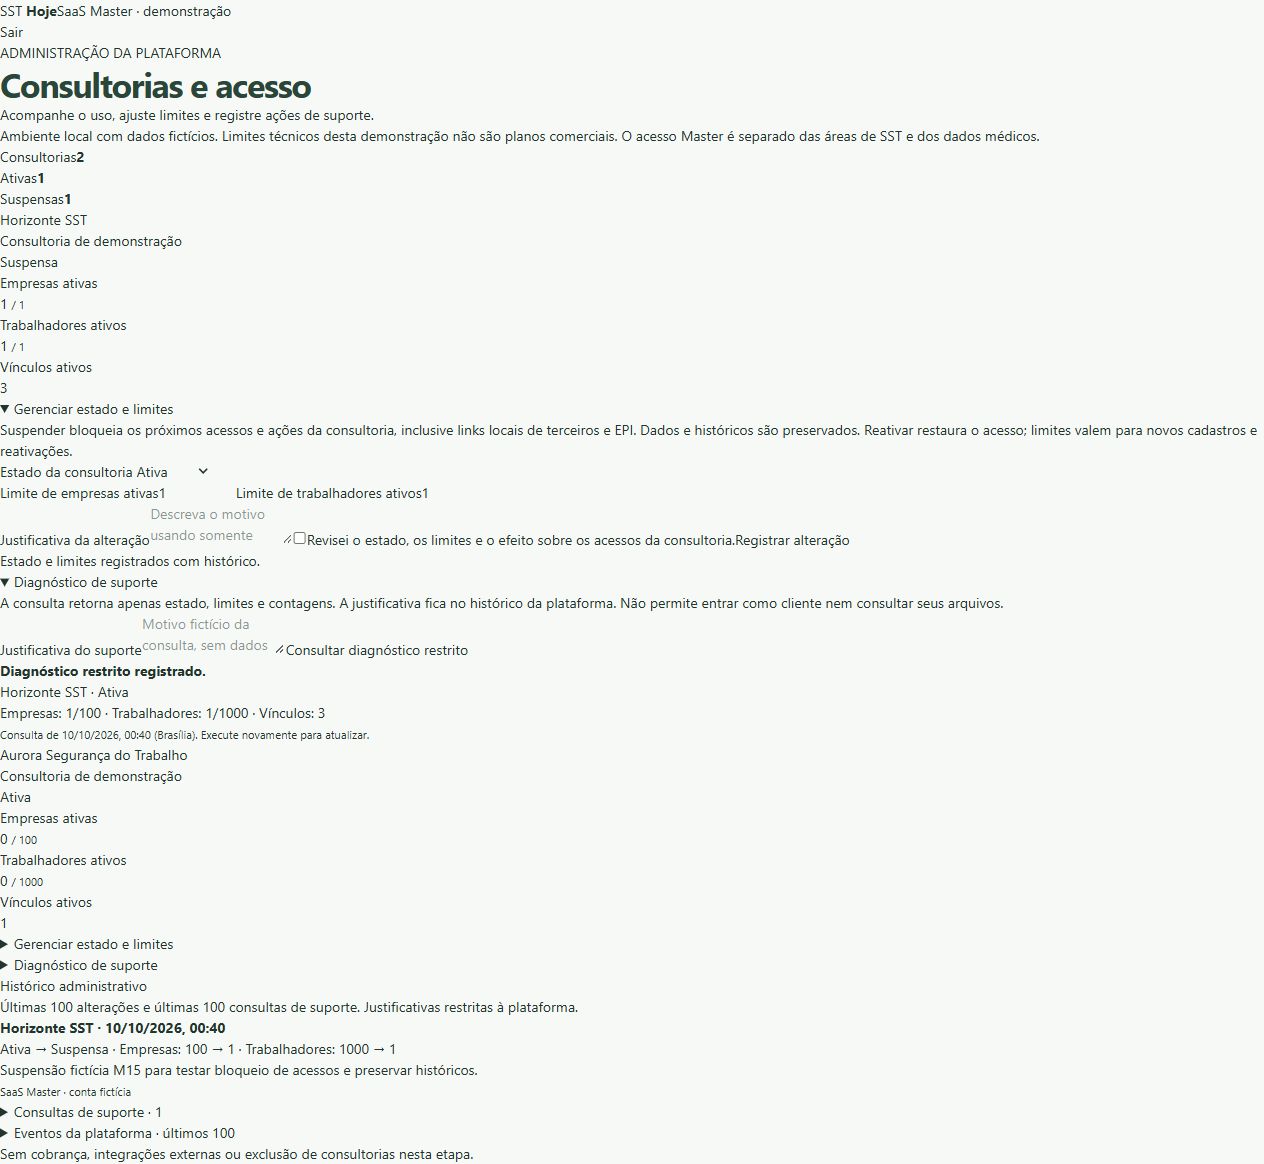 SST HojeSaaS Master · demonstração
Sair
ADMINISTRAÇÃO DA PLATAFORMA
Consultorias e acesso
Acompanhe o uso, ajuste limites e registre ações de suporte.
Ambiente local com dados fictícios. Limites técnicos desta demonstração não são planos comerciais. O acesso Master é separado das áreas de SST e dos dados médicos.
Consultorias2
Ativas1
Suspensas1
Horizonte SST
Consultoria de demonstração
Suspensa
Empresas ativas
1 / 1
Trabalhadores ativos
1 / 1
Vínculos ativos
3
▼ Gerenciar estado e limites
Suspender bloqueia os próximos acessos e ações da consultoria, inclusive links locais de terceiros e EPI. Dados e históricos são preservados. Reativar restaura o acesso; limites valem para novos cadastros e
reativações.
Estado da consultoria Ativa
Limite de empresas ativas1 Limite de trabalhadores ativos1
Descreva o motivo
usando somente
Justificativa da alteração Revisei o estado, os limites e o efeito sobre os acessos da consultoria.Registrar alteração
Estado e limites registrados com histórico.
▼ Diagnóstico de suporte
A consulta retorna apenas estado, limites e contagens. A justificativa fica no histórico da plataforma. Não permite entrar como cliente nem consultar seus arquivos.
Motivo fictício da
consulta, sem dados
Justificativa do suporte Consultar diagnóstico restrito
Diagnóstico restrito registrado.
Horizonte SST · Ativa
Empresas: 1/100 · Trabalhadores: 1/1000 · Vínculos: 3
Consulta de 10/10/2026, 00:40 (Brasília). Execute novamente para atualizar.
Aurora Segurança do Trabalho
Consultoria de demonstração
Ativa
Empresas ativas
0 / 100
Trabalhadores ativos
0 / 1000
Vínculos ativos
1
▶ Gerenciar estado e limites
▶ Diagnóstico de suporte
Histórico administrativo
Últimas 100 alterações e últimas 100 consultas de suporte. Justificativas restritas à plataforma.
Horizonte SST · 10/10/2026, 00:40
Ativa → Suspensa · Empresas: 100 → 1 · Trabalhadores: 1000 → 1
Suspensão fictícia M15 para testar bloqueio de acessos e preservar históricos.
SaaS Master · conta fictícia
▶ Consultas de suporte · 1
▶ Eventos da plataforma · últimos 100
Sem cobrança, integrações externas ou exclusão de consultorias nesta etapa.